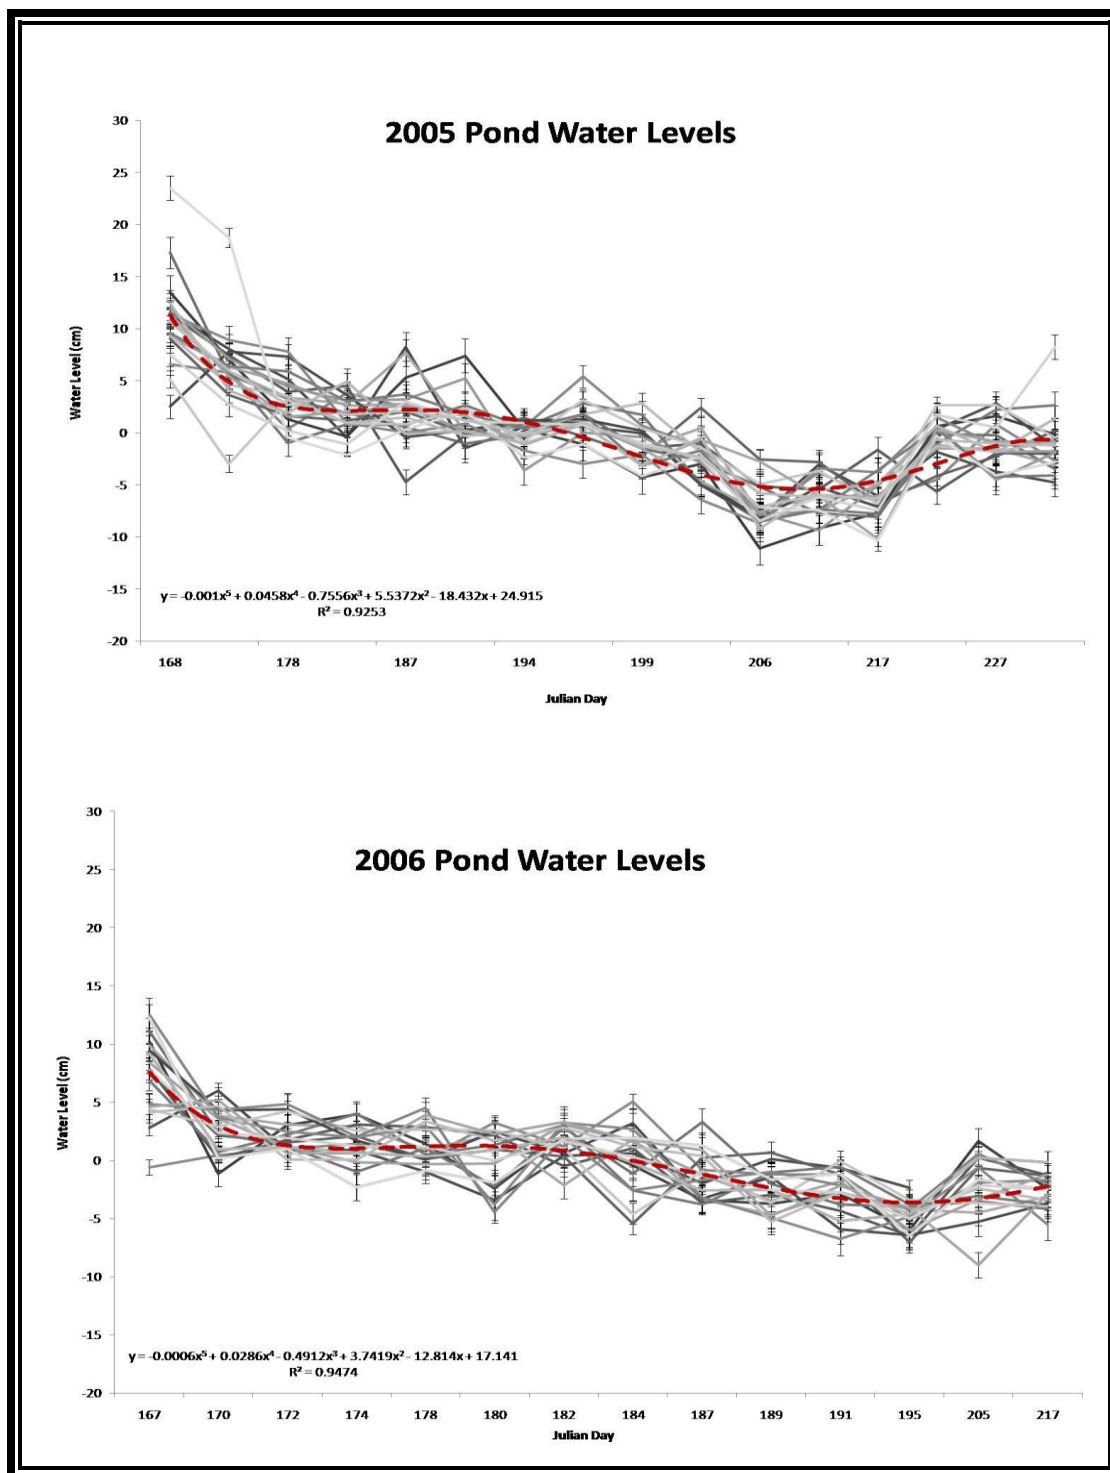 2005 Pond Water Levels
30
25
20
15
10
5
0
-5
-10
-15
-20
Water Level (cm)
y = -0.001x⁵ + 0.0458x⁴ - 0.7556x³ + 5.5372x² - 18.432x + 24.915
R² = 0.9253
168 178 187 194 199 206 217 227
Julian Day
2006 Pond Water Levels
30
25
20
15
10
5
0
-5
-10
-15
-20
Water Level (cm)
y = -0.0006x⁵ + 0.0286x⁴ - 0.4912x³ + 3.7419x² - 12.814x + 17.141
R² = 0.9474
167 170 172 174 178 180 182 184 187 189 191 195 205 217
Julian Day